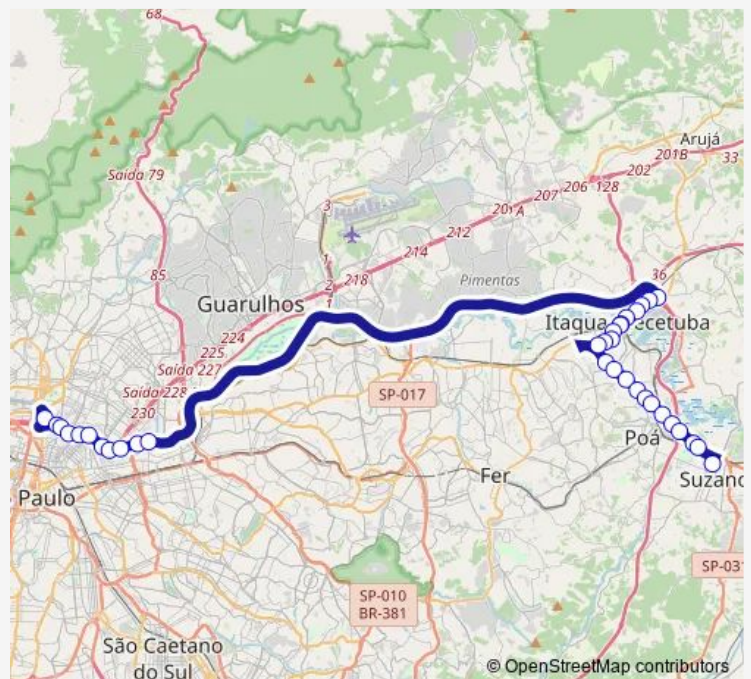 68
Arujá
201B
33
202
Saída 79
206
128
207
201A
3
212
85
214
1
218
2
1
36
Pimentas
Guarulhos
Itaquaquecetuba
224
225
Saída 227
SP-017
Saída 228
230
Poá
Fer
Suzano
Paulo
SP-031
SP-010
BR-381
São Caetano
do Sul
© OpenStreetMap contributors